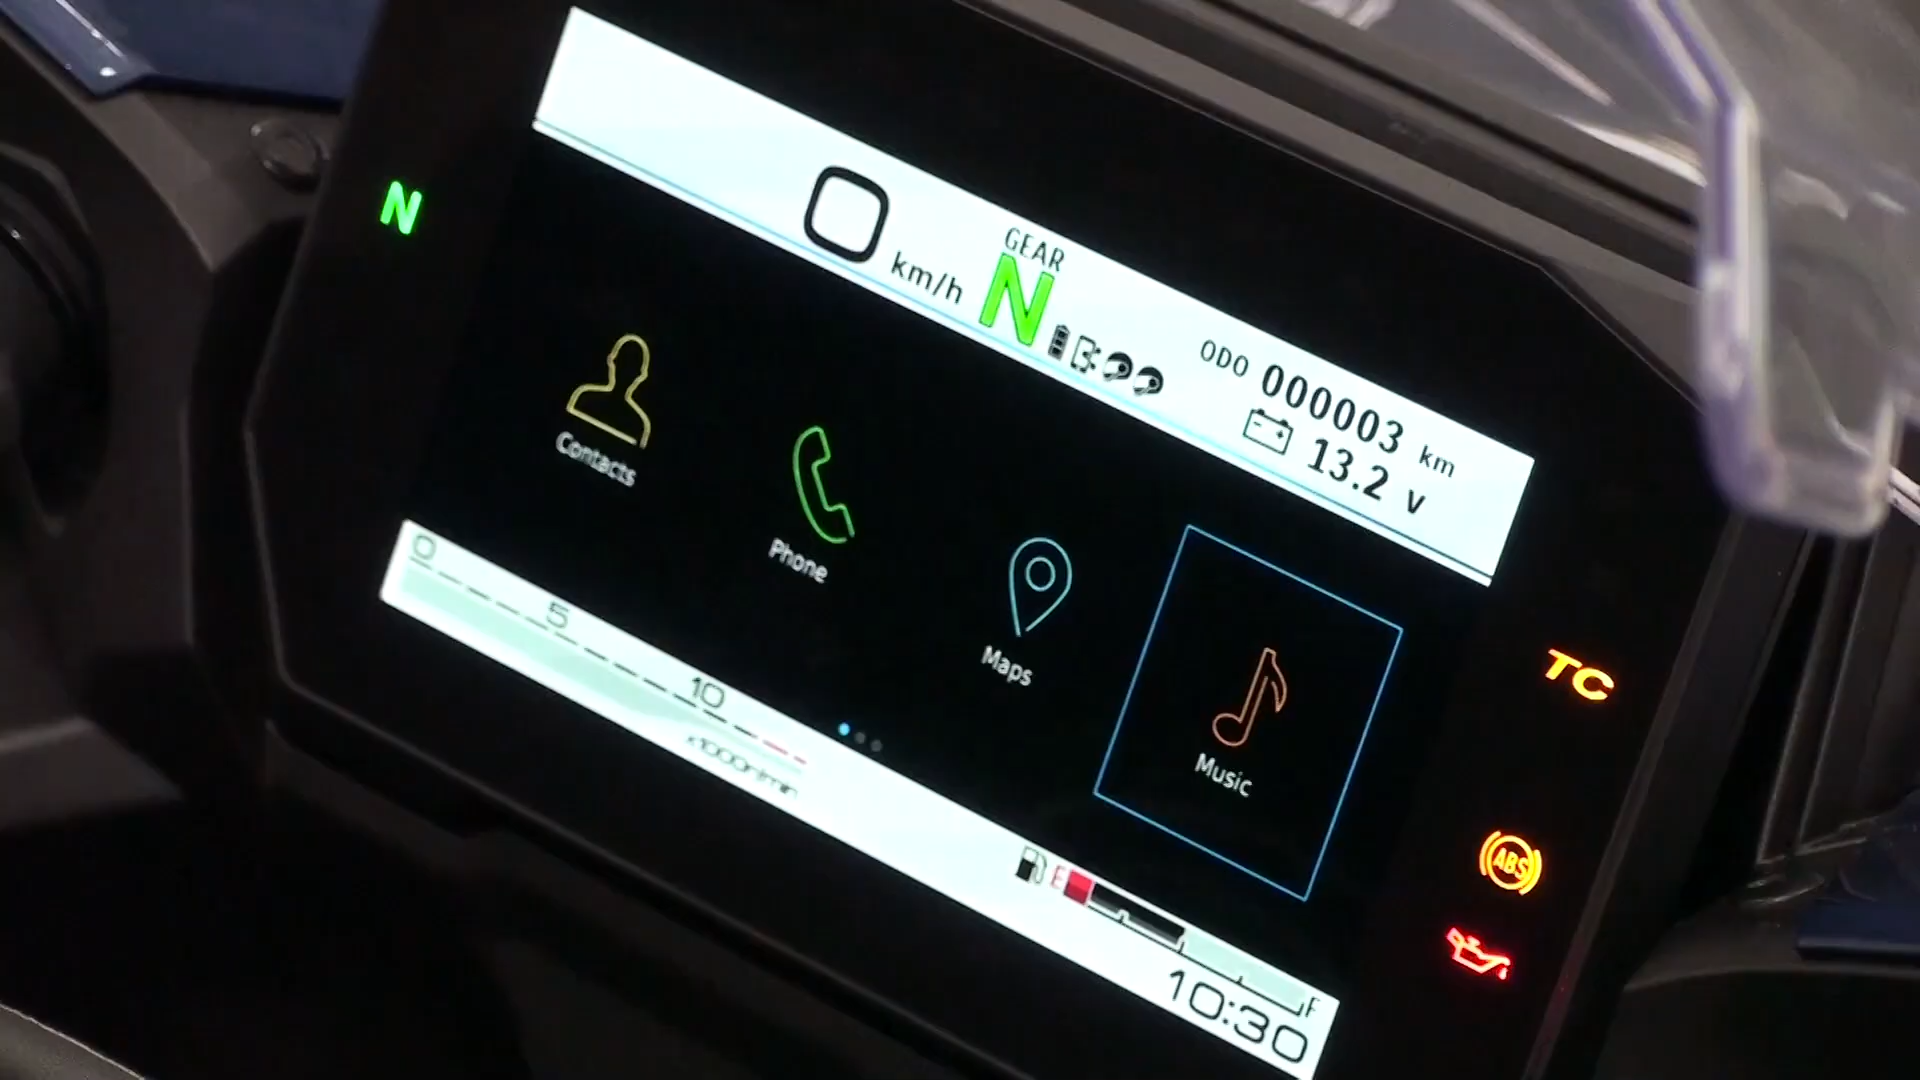 N
0 km/h
GEAR
N
ODO 000003 km
13.2 V
Contacts
Phone
Maps
Music
0 5 10
x1000r/min
E F
10:30
TC
ABS